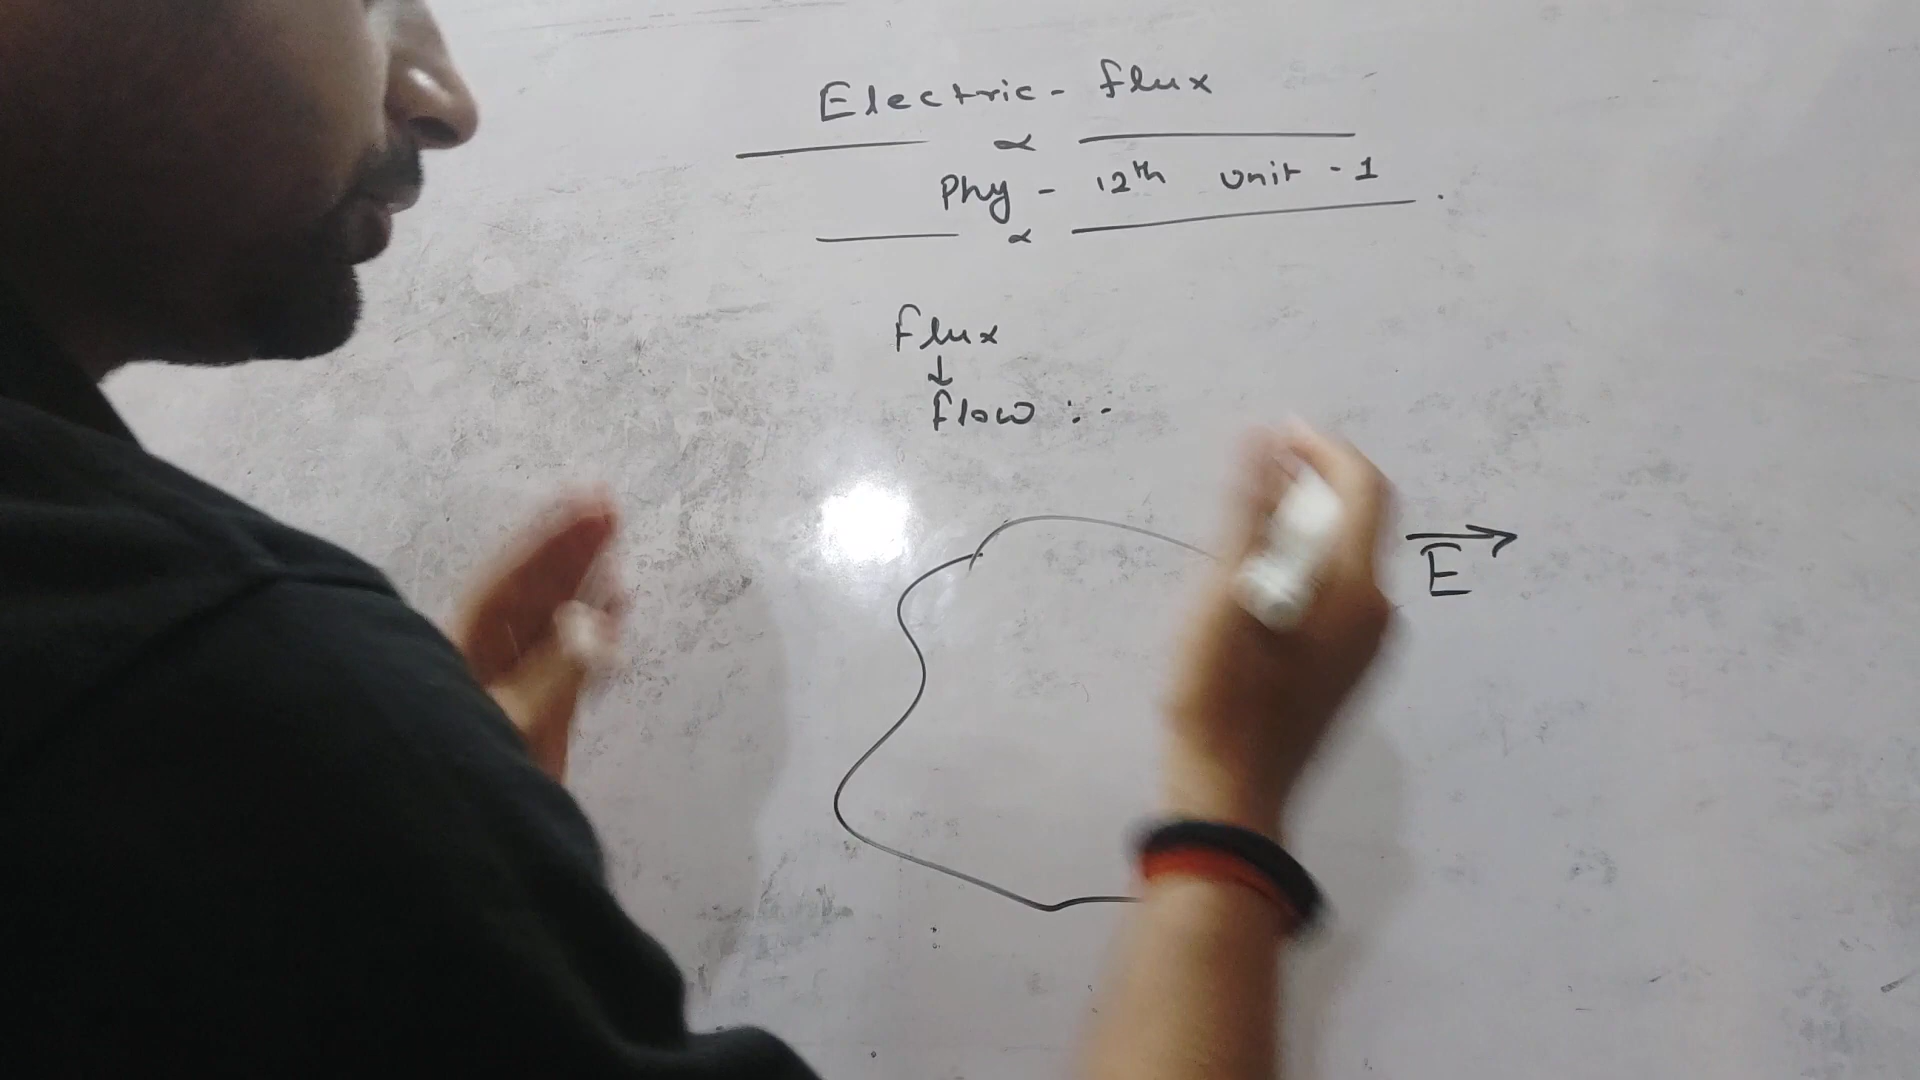 Electric - flux
Phy - 12th unit - 1
flux
↓
flow :-
E